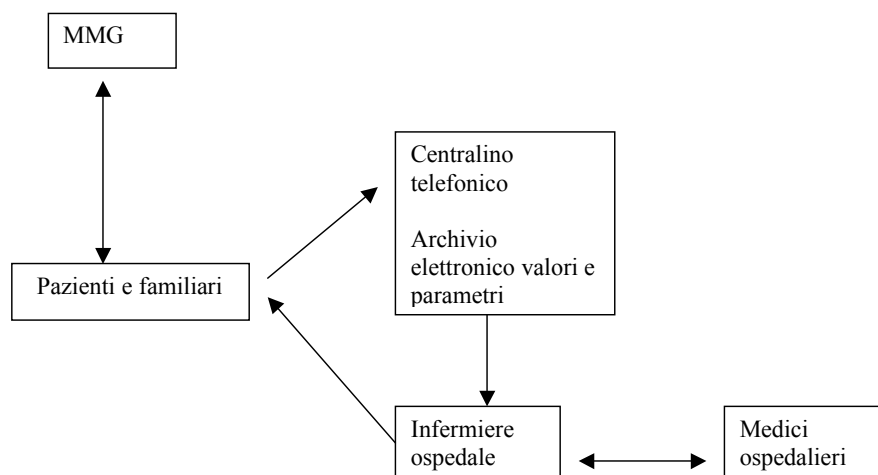 MMG
Centralino
telefonico
Archivio
elettronico valori e
parametri
Pazienti e familiari
Infermiere
ospedale
Medici
ospedalieri